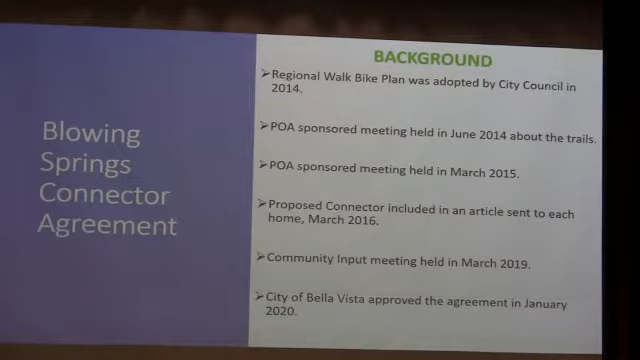 Blowing
Springs
Connector
Agreement
BACKGROUND
➢Regional Walk Bike Plan was adopted by City Council in
2014.
➢POA sponsored meeting held in June 2014 about the trails.
➢POA sponsored meeting held in March 2015.
➢Proposed Connector included in an article sent to each
home, March 2016.
➢Community Input meeting held in March 2019.
➢City of Bella Vista approved the agreement in January
2020.